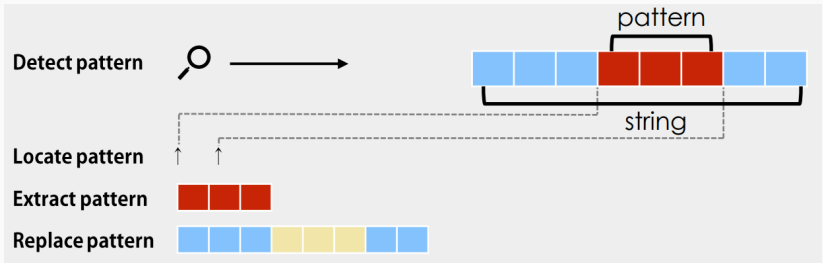 pattern
Detect pattern
string
Locate pattern
Extract pattern
Replace pattern